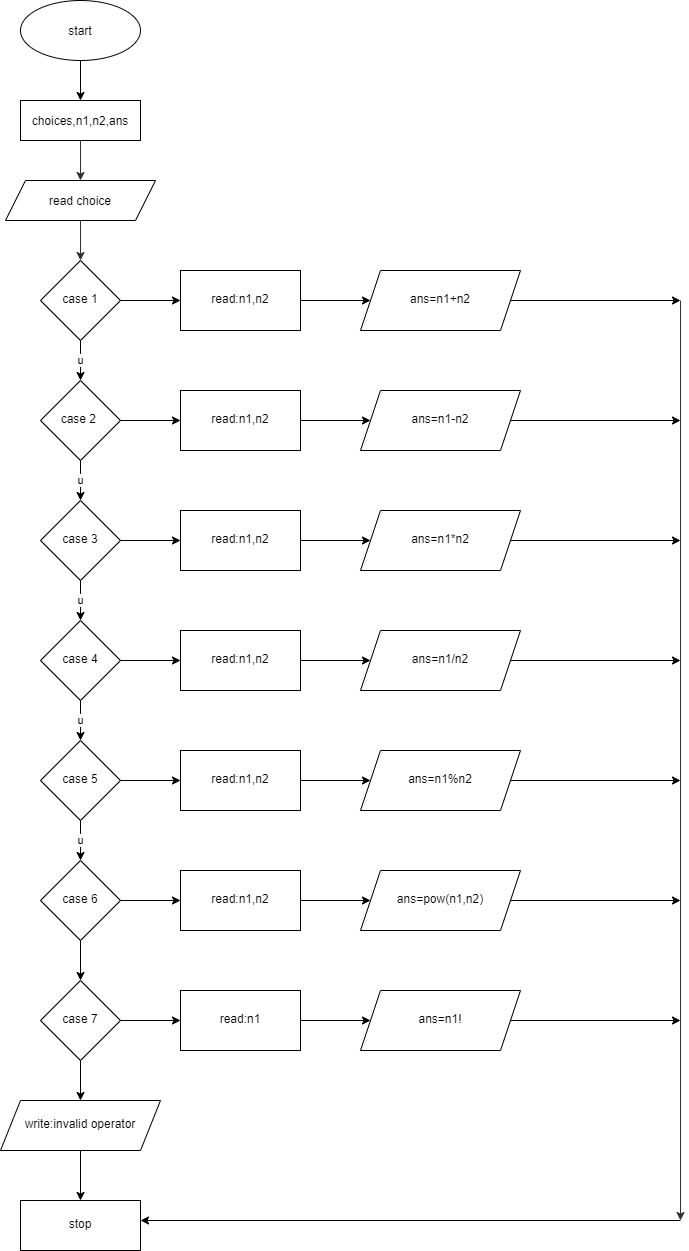 start
choices,n1,n2,ans
read choice
case 1
read:n1,n2
ans=n1+n2
u
case 2
read:n1,n2
ans=n1-n2
u
case 3
read:n1,n2
ans=n1*n2
u
case 4
read:n1,n2
ans=n1/n2
u
case 5
read:n1,n2
ans=n1%n2
u
case 6
read:n1,n2
ans=pow(n1,n2)
case 7
read:n1
ans=n1!
write:invalid operator
stop